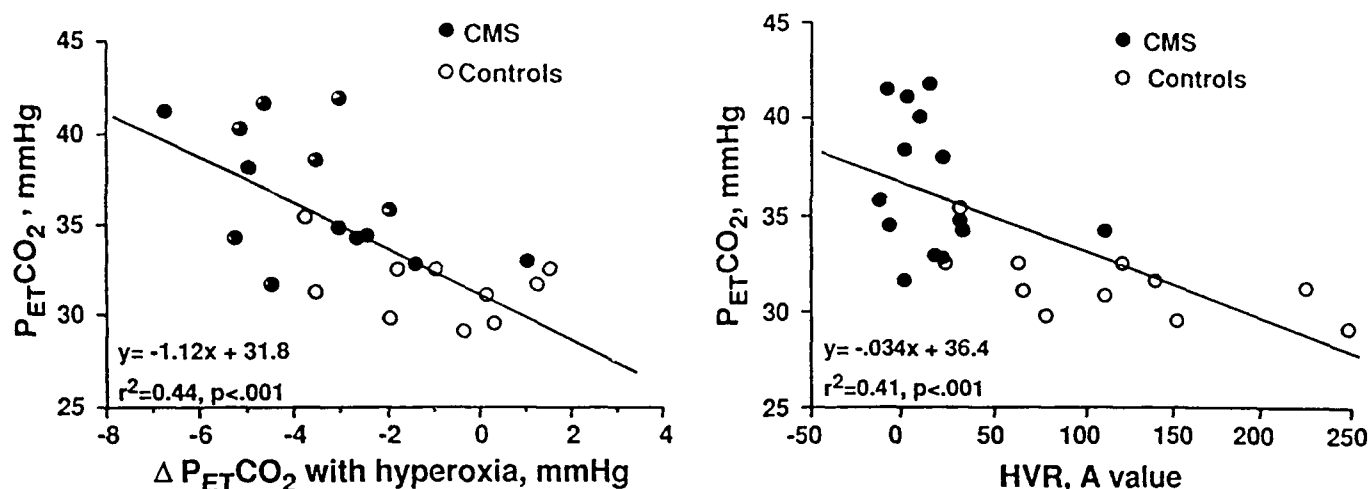 45
40
35
30
25
P_ETCO_2, mmHg
CMS
Controls
y= -1.12x + 31.8
r^2=0.44, p<.001
-8 -6 -4 -2 0 2 4
Δ P_ETCO_2 with hyperoxia, mmHg
45
40
35
30
25
P_ETCO_2, mmHg
CMS
Controls
y= -.034x + 36.4
r^2=0.41, p<.001
-50 0 50 100 150 200 250
HVR, A value